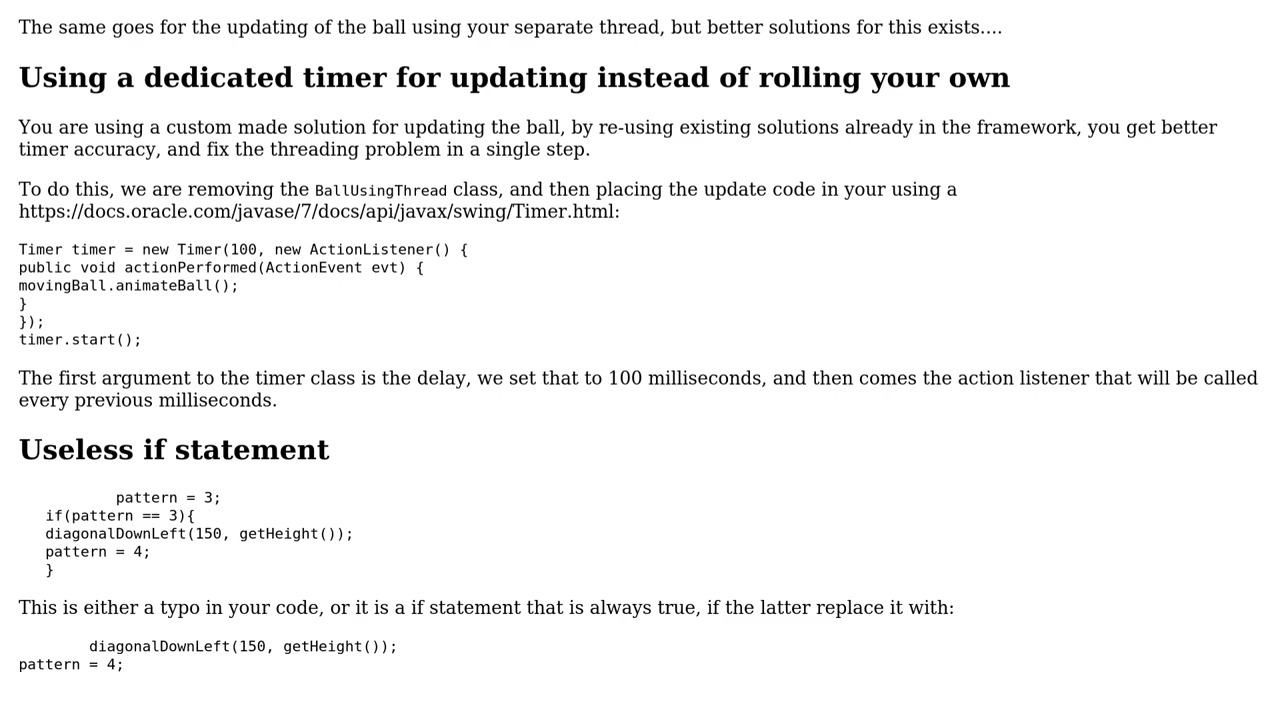 The same goes for the updating of the ball using your separate thread, but better solutions for this exists....
Using a dedicated timer for updating instead of rolling your own
You are using a custom made solution for updating the ball, by re-using existing solutions already in the framework, you get better
timer accuracy, and fix the threading problem in a single step.
To do this, we are removing the BallUsingThread class, and then placing the update code in your using a
https://docs.oracle.com/javase/7/docs/api/javax/swing/Timer.html:
Timer timer = new Timer(100, new ActionListener() {
public void actionPerformed(ActionEvent evt) {
movingBall.animateBall();
}
});
timer.start();
The first argument to the timer class is the delay, we set that to 100 milliseconds, and then comes the action listener that will be called
every previous milliseconds.
Useless if statement
pattern = 3;
if(pattern == 3){
diagonalDownLeft(150, getHeight());
pattern = 4;
}
This is either a typo in your code, or it is a if statement that is always true, if the latter replace it with:
diagonalDownLeft(150, getHeight());
pattern = 4;